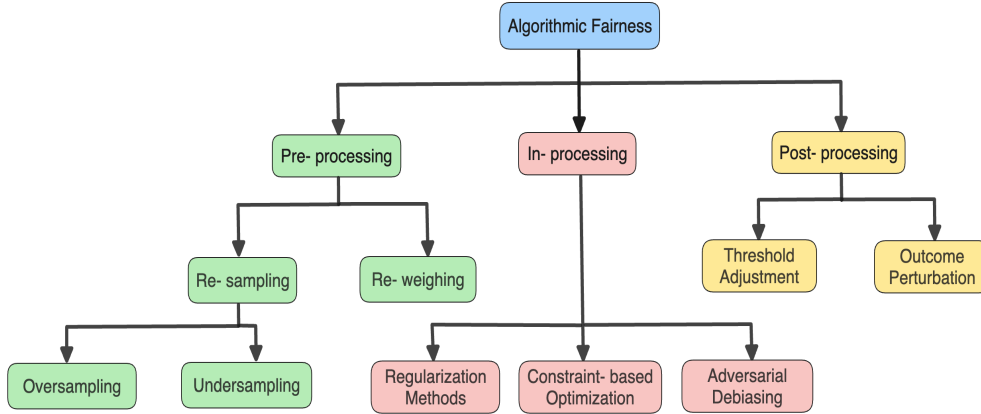 Algorithmic Fairness
Pre- processing
In- processing
Post- processing
Re- sampling
Re- weighing
Threshold
Adjustment
Outcome
Perturbation
Oversampling
Undersampling
Regularization
Methods
Constraint- based
Optimization
Adversarial
Debiasing